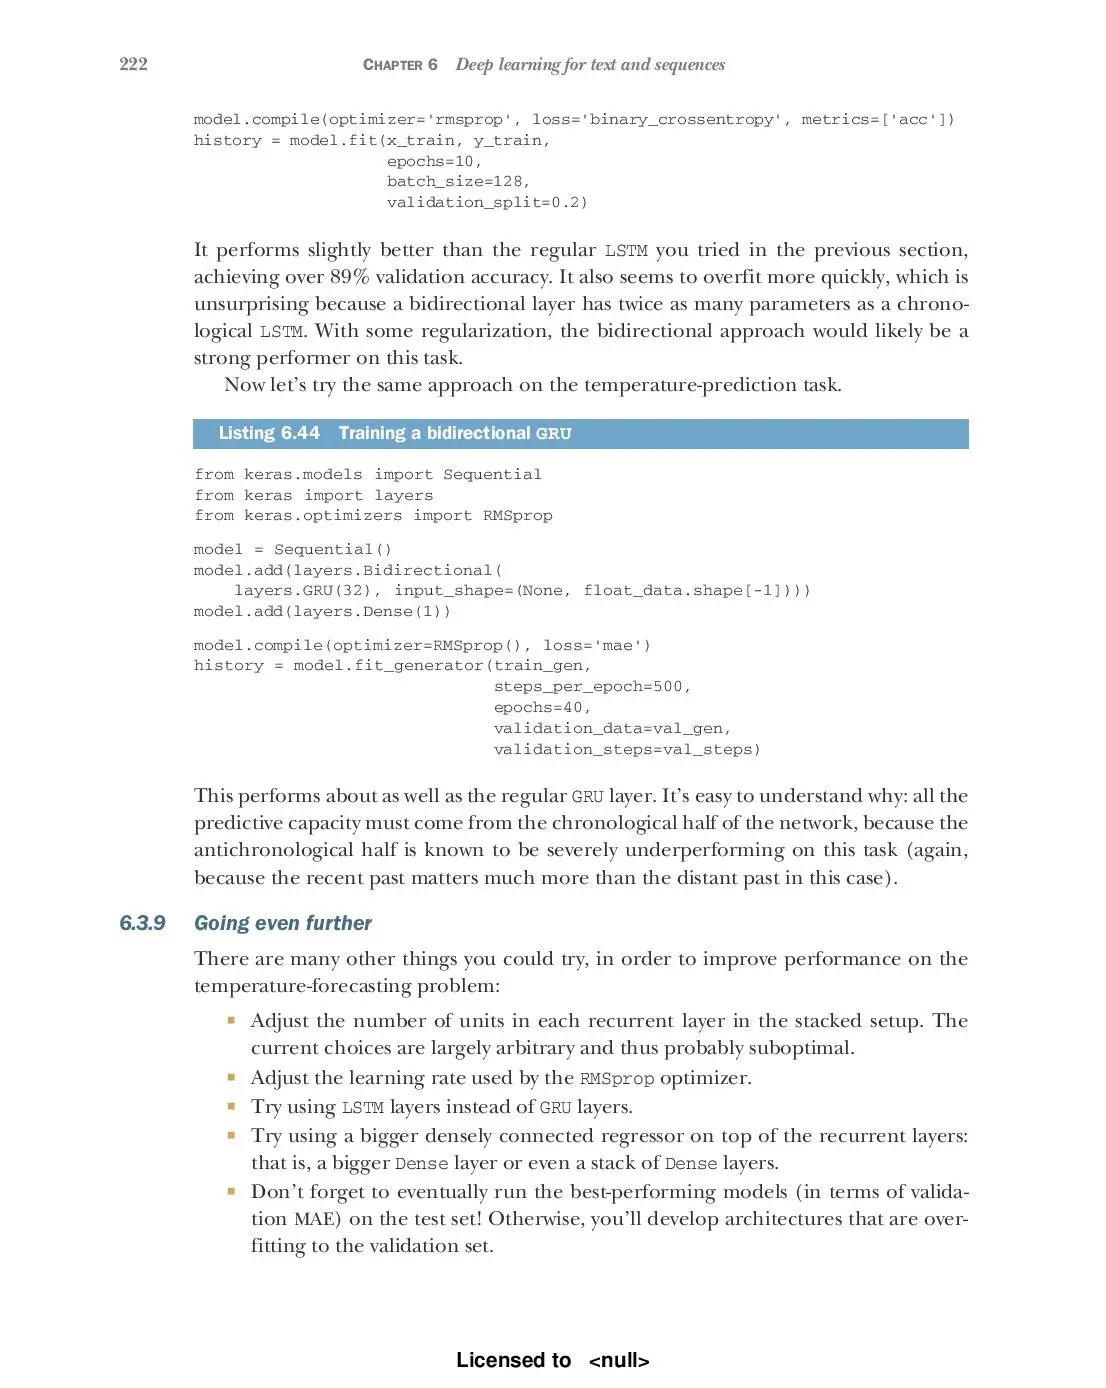 222 CHAPTER 6 Deep learning for text and sequences
model.compile(optimizer='rmsprop', loss='binary_crossentropy', metrics=['acc'])
history = model.fit(x_train, y_train,
epochs=10,
batch_size=128,
validation_split=0.2)
It performs slightly better than the regular LSTM you tried in the previous section,
achieving over 89% validation accuracy. It also seems to overfit more quickly, which is
unsurprising because a bidirectional layer has twice as many parameters as a chrono-
logical LSTM. With some regularization, the bidirectional approach would likely be a
strong performer on this task.
Now let's try the same approach on the temperature-prediction task.
Listing 6.44 Training a bidirectional GRU
from keras.models import Sequential
from keras import layers
from keras.optimizers import RMSprop
model = Sequential()
model.add(layers.Bidirectional(
layers.GRU(32), input_shape=(None, float_data.shape[-1])))
model.add(layers.Dense(1))
model.compile(optimizer=RMSprop(), loss='mae')
history = model.fit_generator(train_gen,
steps_per_epoch=500,
epochs=40,
validation_data=val_gen,
validation_steps=val_steps)
This performs about as well as the regular GRU layer. It's easy to understand why: all the
predictive capacity must come from the chronological half of the network, because the
antichronological half is known to be severely underperforming on this task (again,
because the recent past matters much more than the distant past in this case).
6.3.9 Going even further
There are many other things you could try, in order to improve performance on the
temperature-forecasting problem:
■ Adjust the number of units in each recurrent layer in the stacked setup. The
current choices are largely arbitrary and thus probably suboptimal.
■ Adjust the learning rate used by the RMSprop optimizer.
■ Try using LSTM layers instead of GRU layers.
■ Try using a bigger densely connected regressor on top of the recurrent layers:
that is, a bigger Dense layer or even a stack of Dense layers.
■ Don't forget to eventually run the best-performing models (in terms of valida-
tion MAE) on the test set! Otherwise, you'll develop architectures that are over-
fitting to the validation set.
Licensed to <null>